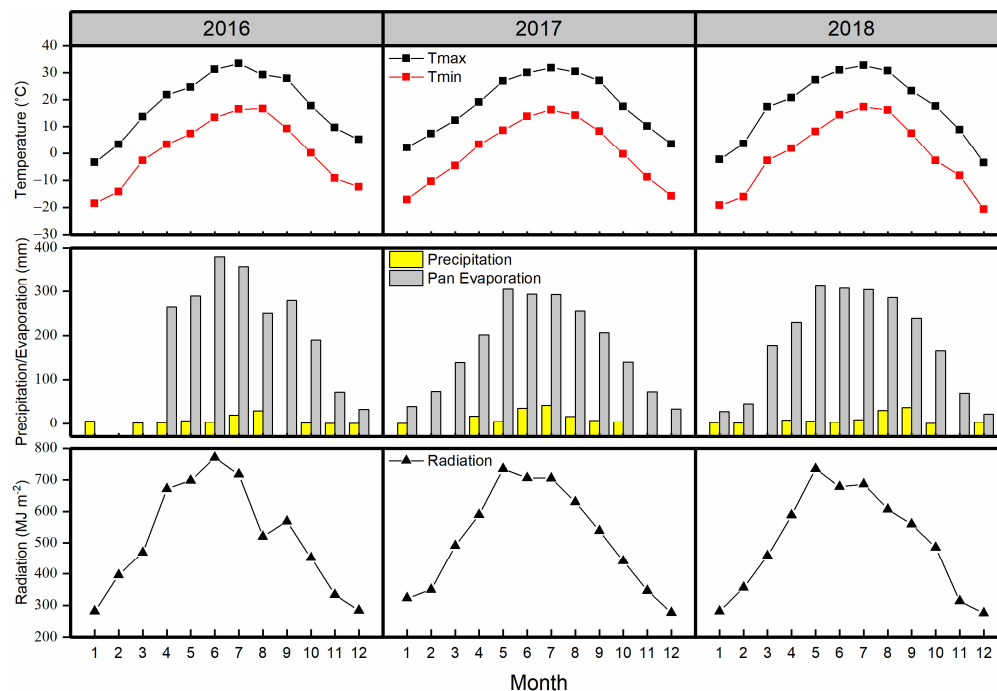 2016 2017 2018
Temperature (°C)
40
30
20
10
0
−10
−20
−30
Tmax
Tmin
Precipitation/Evaporation (mm)
400
300
200
100
0
Precipitation
Pan Evaporation
Radiation (MJ m-2)
800
700
600
500
400
300
200
Radiation
1 2 3 4 5 6 7 8 9 10 11 12 1 2 3 4 5 6 7 8 9 10 11 12 1 2 3 4 5 6 7 8 9 10 11 12
Month